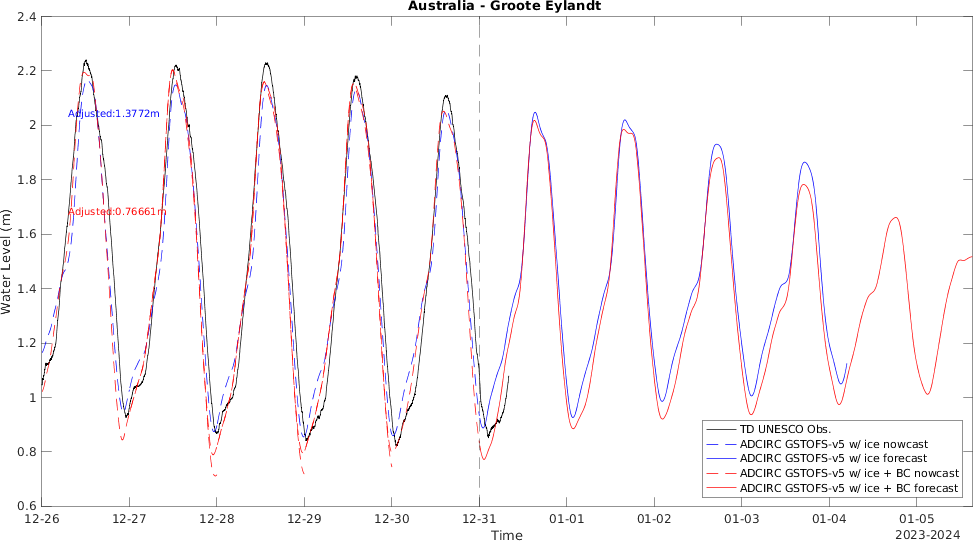 Australia - Groote Eylandt
2.4
2.2
2
1.8
1.6
1.4
1.2
1
0.8
0.6
Water Level (m)
Adjusted:1.3772m
Adjusted:0.76661m
TD UNESCO Obs.
ADCIRC GSTOFS-v5 w/ ice nowcast
ADCIRC GSTOFS-v5 w/ ice forecast
ADCIRC GSTOFS-v5 w/ ice + BC nowcast
ADCIRC GSTOFS-v5 w/ ice + BC forecast
12-26 12-27 12-28 12-29 12-30 12-31 01-01 01-02 01-03 01-04 01-05
Time
2023-2024